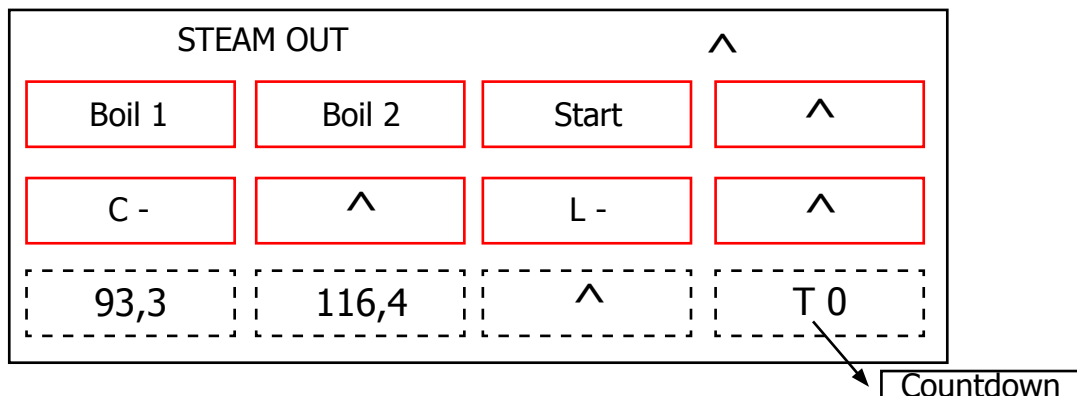 STEAM OUT ^
Boil 1 Boil 2 Start ^
C - ^ L - ^
93,3 116,4 ^ T 0
Countdown